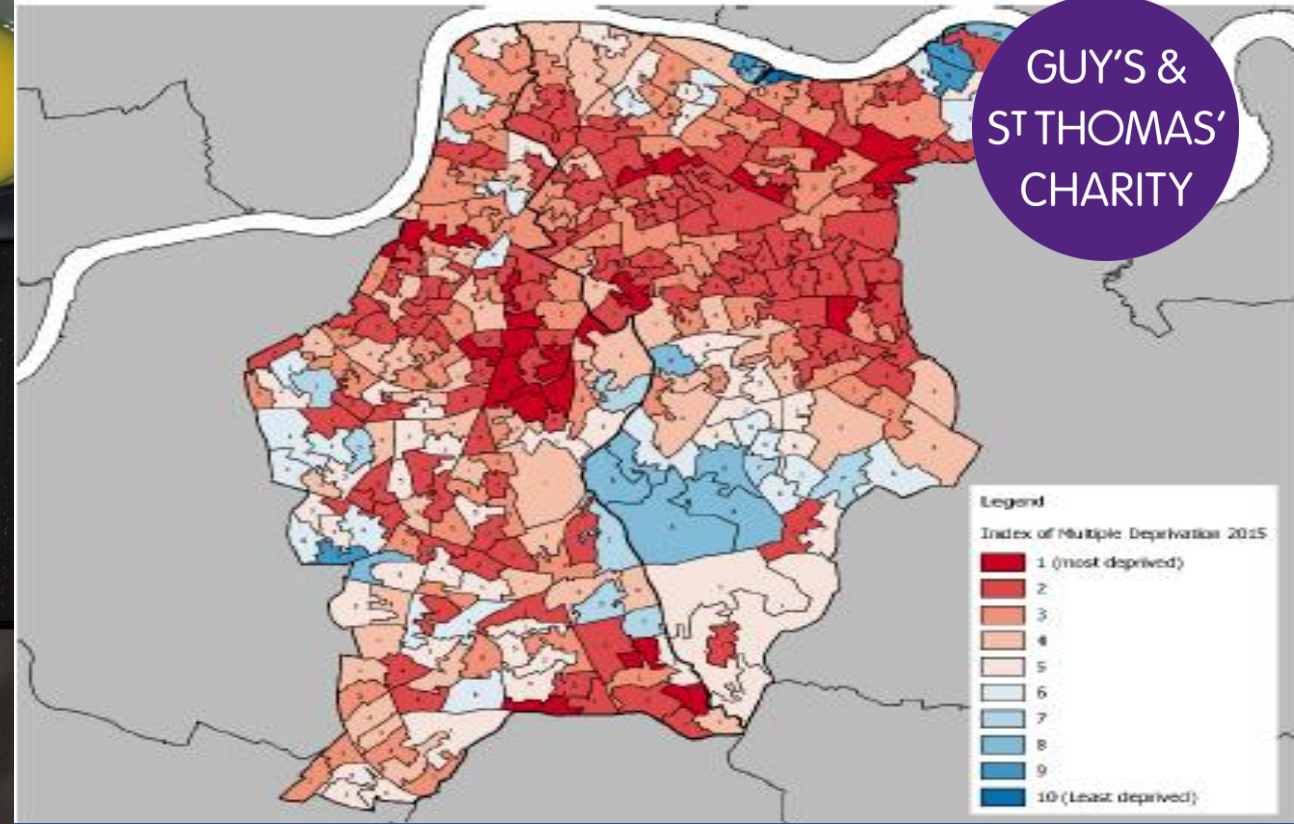 GUY'S &
ST THOMAS'
CHARITY
Legend
Index of Multiple Deprivation 2015
1 (most deprived)
2
3
4
5
6
7
8
9
10 (Least deprived)